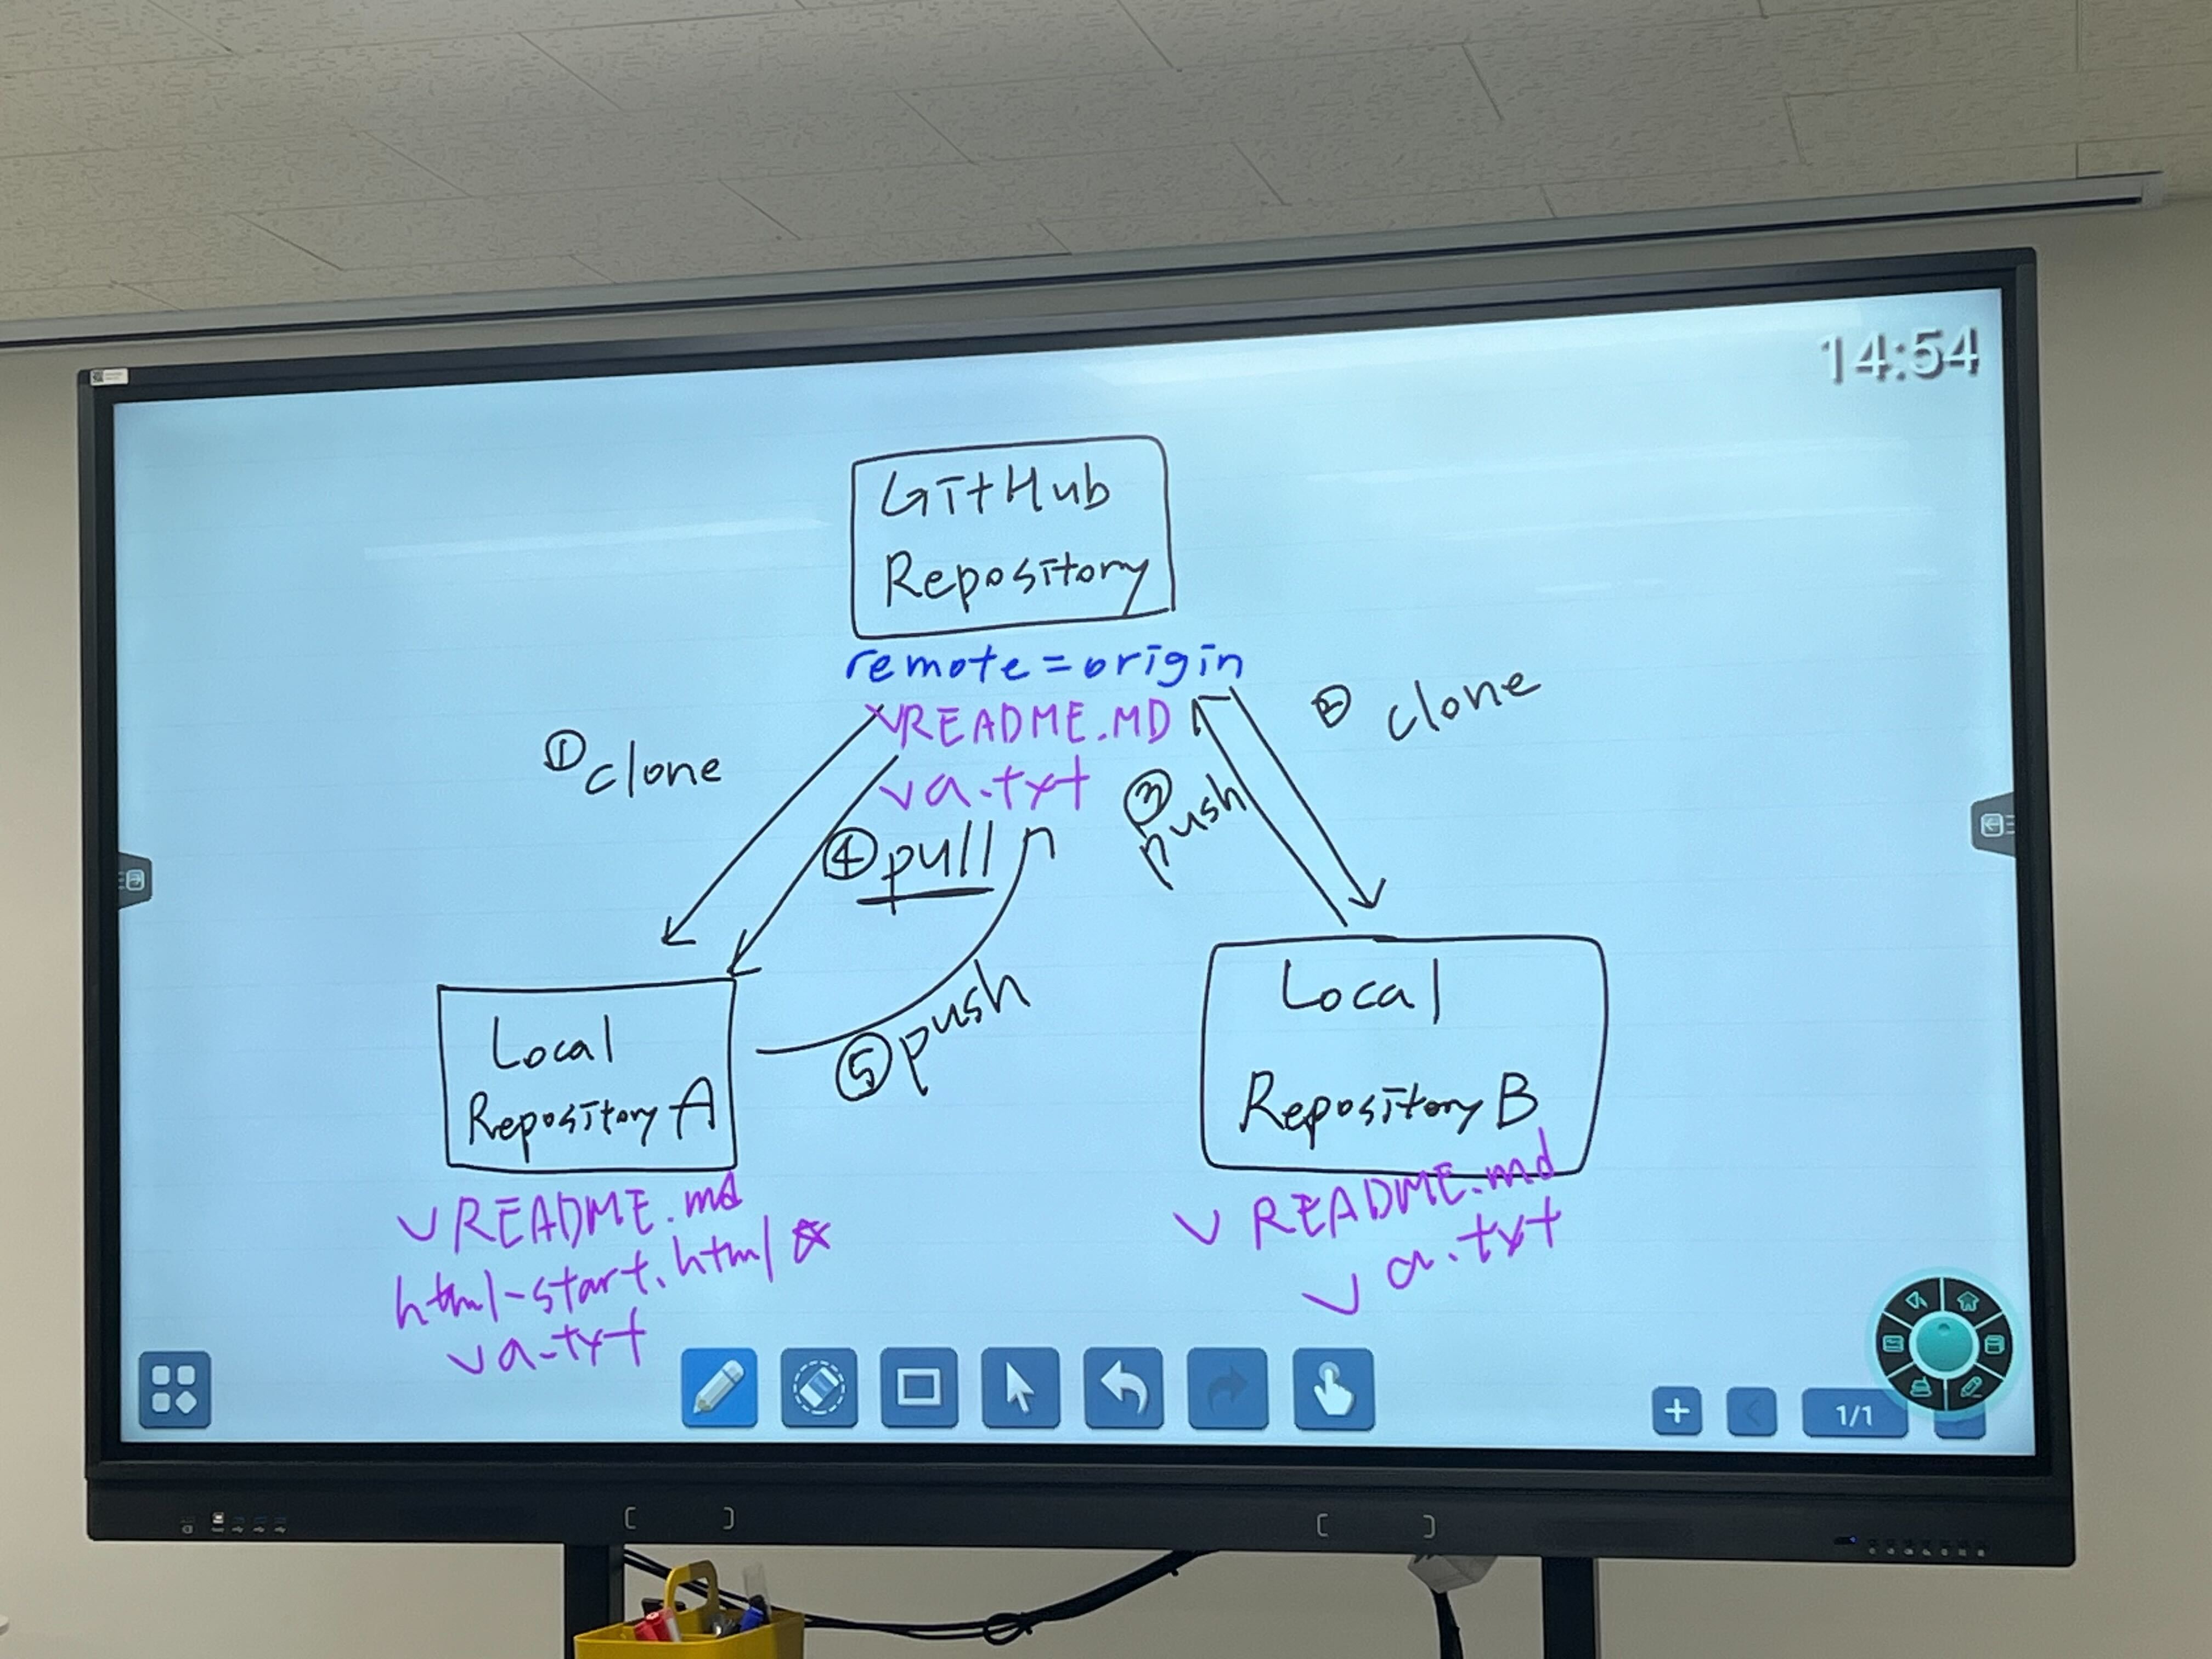 14:54
GitHub
Repository
remote = origin
README.MD
a.txt
① clone
② clone
③ push
④ pull
⑤ push
Local
Repository A
README.md
html-start.html
a.txt
Local
Repository B
README.md
a.txt
1/1